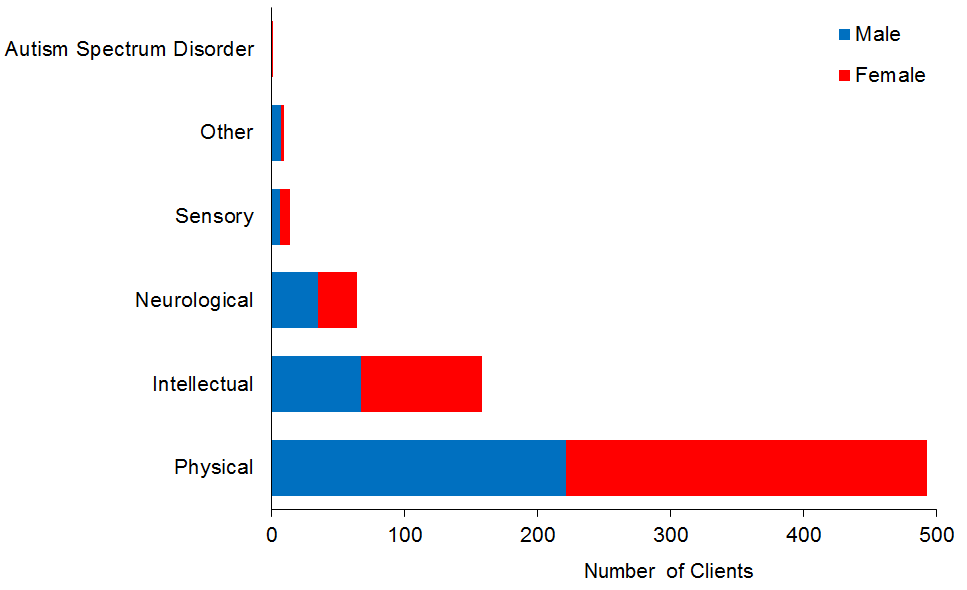 Autism Spectrum Disorder
Other
Sensory
Neurological
Intellectual
Physical
Male
Female
0 100 200 300 400 500
Number of Clients